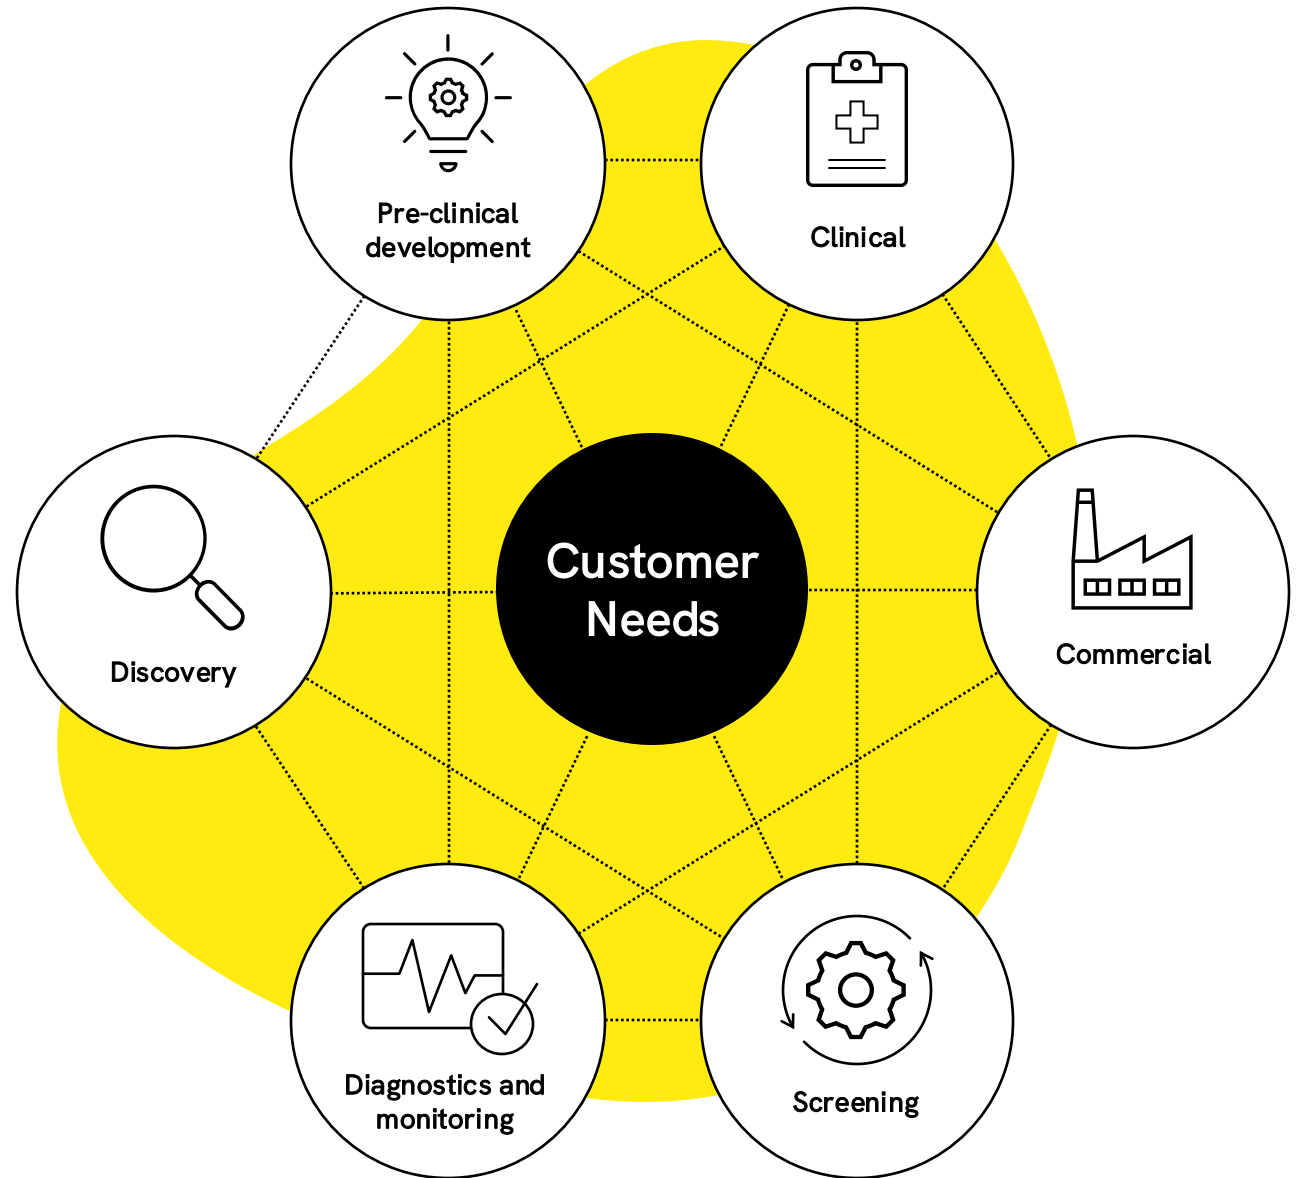 Pre-clinical
development
Clinical
Customer
Needs
Discovery
Commercial
Diagnostics and
monitoring
Screening